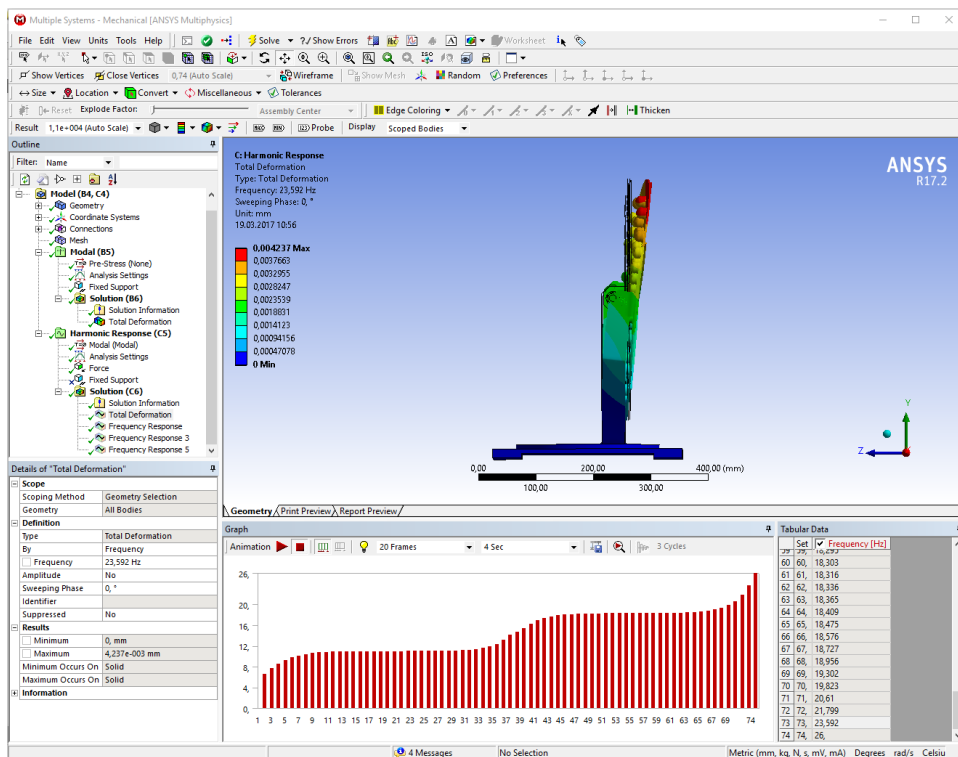 Multiple Systems - Mechanical [ANSYS Multiphysics]
File Edit View Units Tools Help Solve ?/ Show Errors Worksheet
Show Vertices Close Vertices 0,74 (Auto Scale) Wireframe Show Mesh Random Preferences
Size Location Convert Miscellaneous Tolerances
Reset Explode Factor: Assembly Center Edge Coloring Thicken
Result 1,1e+004 (Auto Scale) Probe Display Scoped Bodies
Outline
Filter: Name
Model (B4, C4)
Geometry
Coordinate Systems
Connections
Mesh
Modal (B5)
Pre-Stress (None)
Analysis Settings
Fixed Support
Solution (B6)
Solution Information
Total Deformation
Harmonic Response (C5)
Modal (Modal)
Analysis Settings
Force
Fixed Support
Solution (C6)
Solution Information
Total Deformation
Frequency Response
Frequency Response 3
Frequency Response 5
Details of "Total Deformation"
Scope
Scoping Method Geometry Selection
Geometry All Bodies
Definition
Type Total Deformation
By Frequency
Frequency 23,592 Hz
Amplitude No
Sweeping Phase 0, °
Identifier
Suppressed No
Results
Minimum 0, mm
Maximum 4,237e-003 mm
Minimum Occurs On Solid
Maximum Occurs On Solid
Information
C: Harmonic Response
Total Deformation
Type: Total Deformation
Frequency: 23,592 Hz
Sweeping Phase: 0, °
Unit: mm
19.03.2017 10:56
0,004237 Max
0,0037663
0,0032955
0,0028247
0,0023539
0,0018831
0,0014123
0,00094156
0,00047078
0 Min
ANSYS
R17.2
Y
Z
0,00 200,00 400,00 (mm)
100,00 300,00
Geometry Print Preview Report Preview
Graph
Animation 20 Frames 4 Sec 3 Cycles
26,
20,
16,
12,
8,
4,
0,
1 3 5 7 9 11 13 15 17 19 21 23 25 27 29 31 33 35 37 39 41 43 45 47 49 51 53 55 57 59 61 63 65 67 69 74
Tabular Data
Set Frequency [Hz]
59 59, 18,295
60 60, 18,303
61 61, 18,316
62 62, 18,336
63 63, 18,365
64 64, 18,409
65 65, 18,475
66 66, 18,576
67 67, 18,727
68 68, 18,956
69 69, 19,302
70 70, 19,823
71 71, 20,61
72 72, 21,799
73 73, 23,592
74 74, 26,
4 Messages No Selection Metric (mm, kg, N, s, mV, mA) Degrees rad/s Celsiu